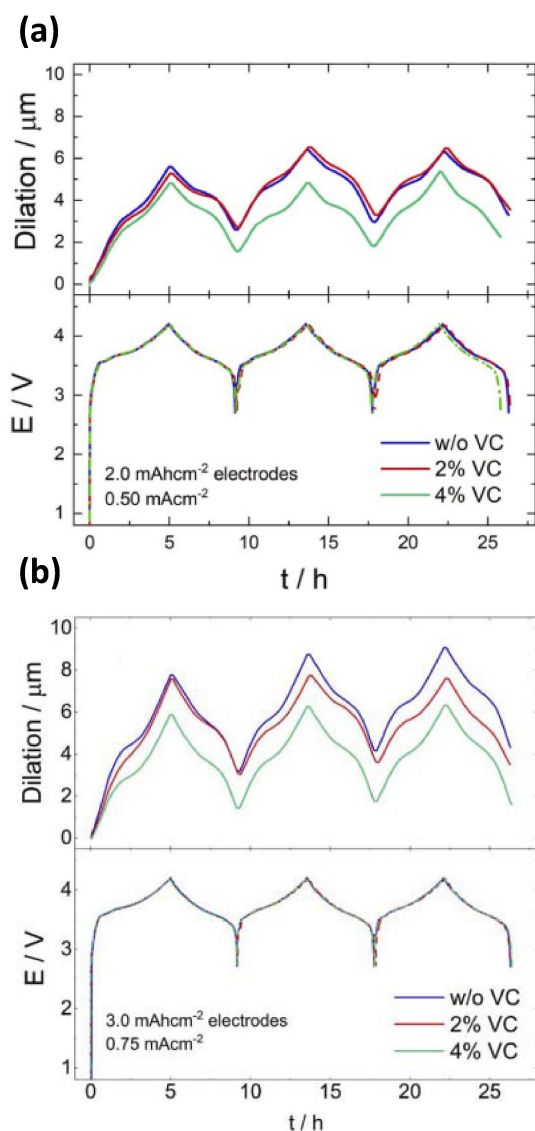 (a)
Dilation / μm
10
8
6
4
2
0
E / V
4
3
2
1
2.0 mAhcm⁻² electrodes
0.50 mAcm⁻²
w/o VC
2% VC
4% VC
0 5 10 15 20 25
t / h
(b)
Dilation / μm
10
8
6
4
2
0
E / V
4
3
2
1
3.0 mAhcm⁻² electrodes
0.75 mAcm⁻²
w/o VC
2% VC
4% VC
0 5 10 15 20 25
t / h